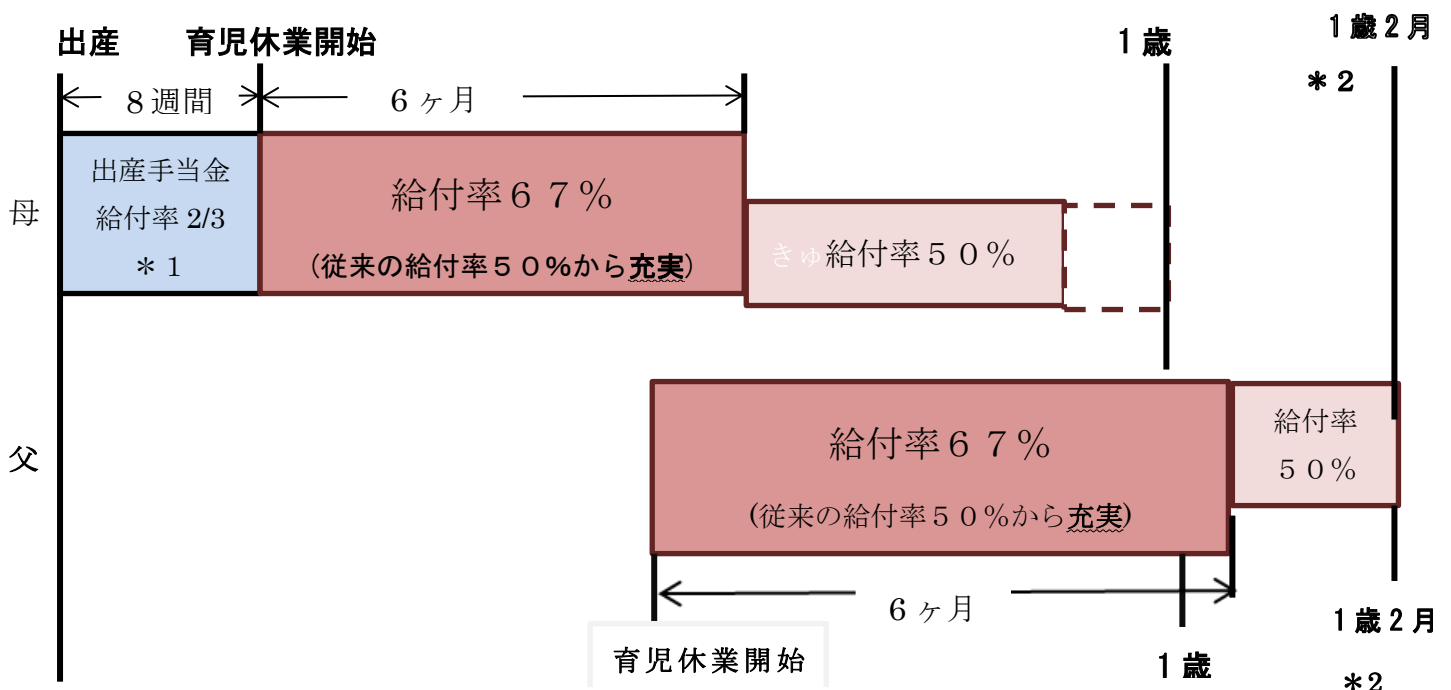 出産 育児休業開始 1歳 1歳2月
＊2
8週間 6ヶ月
母
出産手当金
給付率2/3
＊1
給付率６７％
(従来の給付率５０％から充実)
きゅ給付率５０％
父
給付率６７％
(従来の給付率５０％から充実)
給付率
５０％
6ヶ月
育児休業開始
1歳
1歳2月
＊2